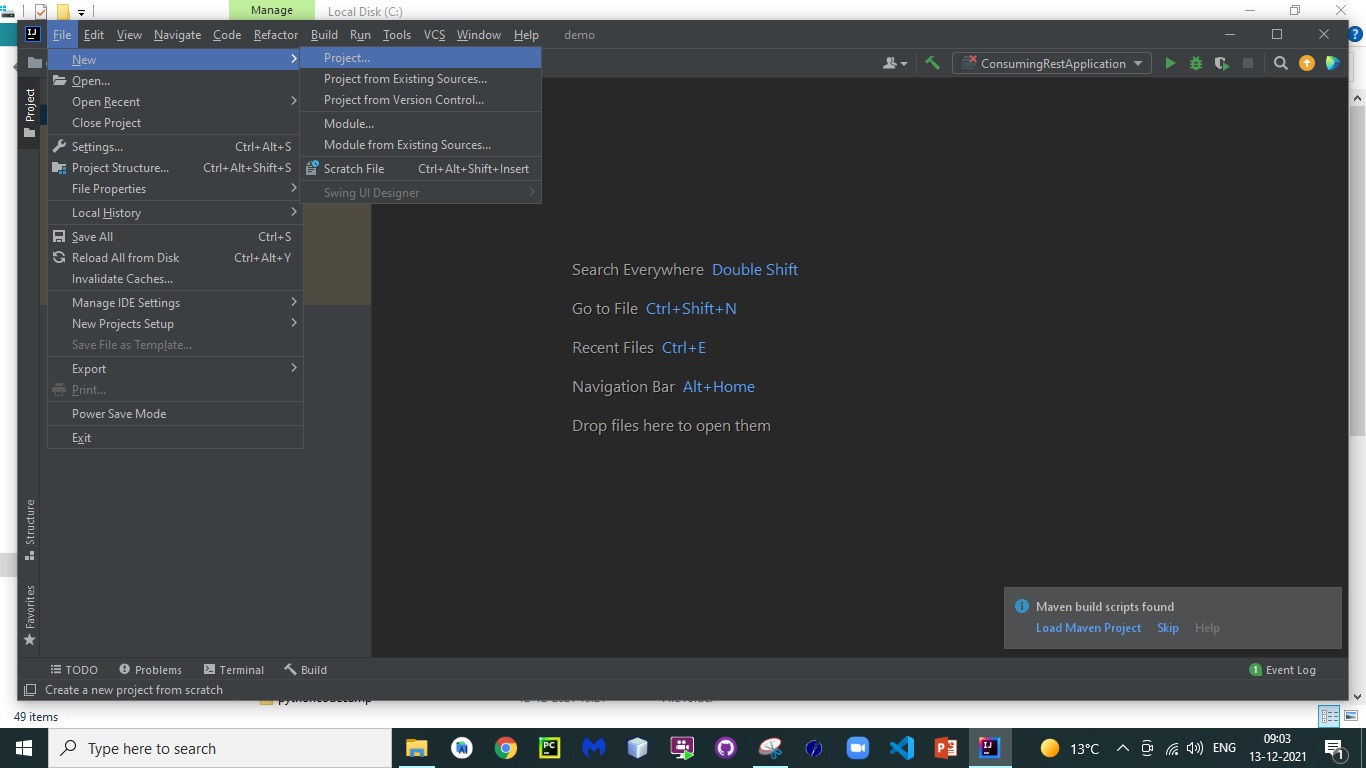 Manage
Local Disk (C:)
File Edit View Navigate Code Refactor Build Run Tools VCS Window Help demo
ConsumingRestApplication
Project
New
Open...
Open Recent
Close Project
Settings... Ctrl+Alt+S
Project Structure... Ctrl+Alt+Shift+S
File Properties
Local History
Save All Ctrl+S
Reload All from Disk Ctrl+Alt+Y
Invalidate Caches...
Manage IDE Settings
New Projects Setup
Save File as Template...
Export
Print...
Power Save Mode
Exit
Project...
Project from Existing Sources...
Project from Version Control...
Module...
Module from Existing Sources...
Scratch File Ctrl+Alt+Shift+Insert
Swing UI Designer
Search Everywhere Double Shift
Go to File Ctrl+Shift+N
Recent Files Ctrl+E
Navigation Bar Alt+Home
Drop files here to open them
Structure
Favorites
Maven build scripts found
Load Maven Project Skip Help
TODO Problems Terminal Build
1 Event Log
Create a new project from scratch
49 items
Type here to search
13°C ENG
09:03
13-12-2021
1